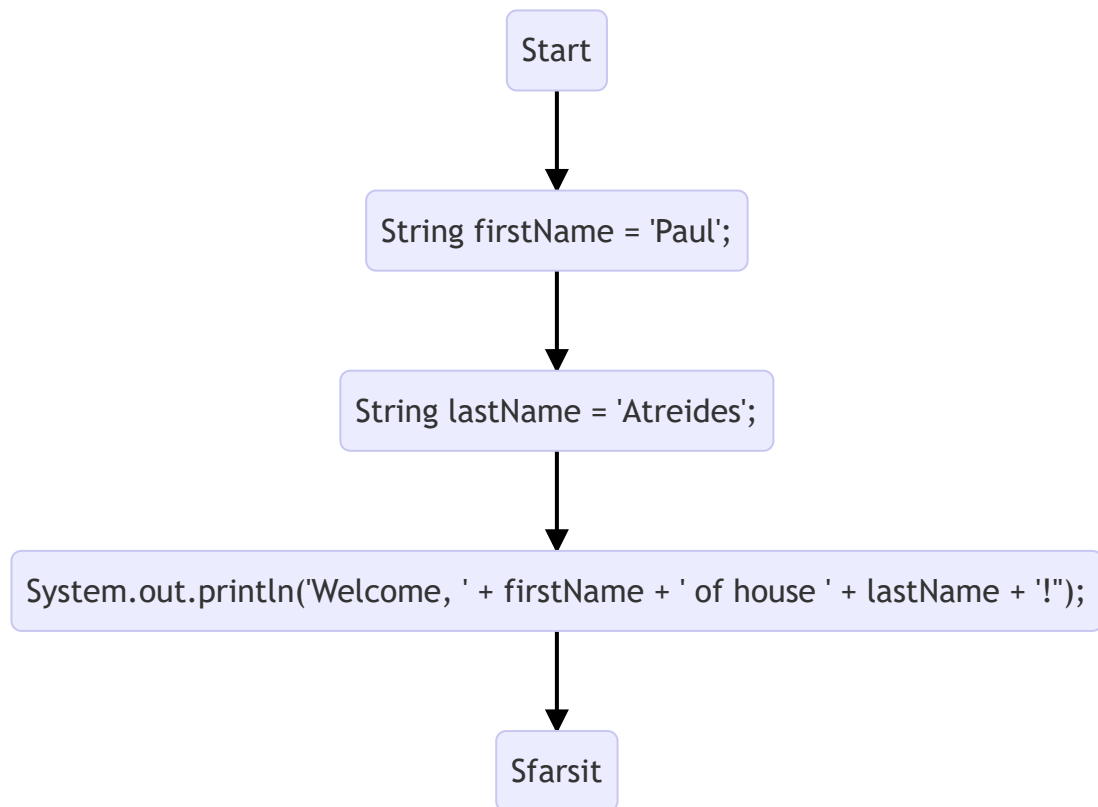 Start
String firstName = 'Paul';
String lastName = 'Atreides';
System.out.println('Welcome, ' + firstName + ' of house ' + lastName + '!'');
Sfarsit